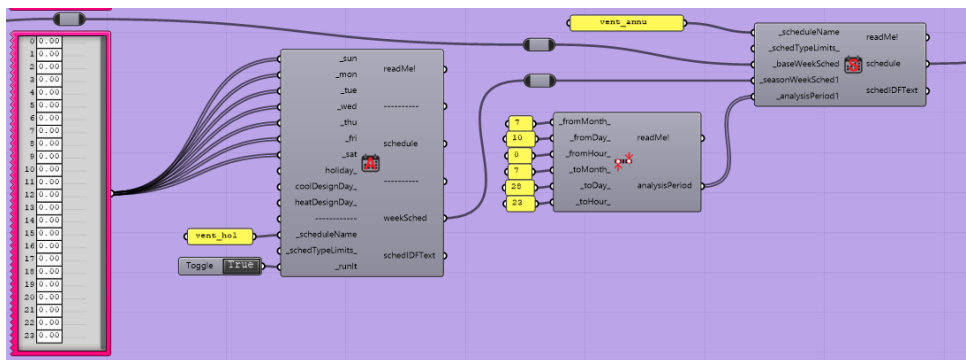 0 0.00
1 0.00
2 0.00
3 0.00
4 0.00
5 0.00
6 0.00
7 0.00
8 0.00
9 0.00
10 0.00
11 0.00
12 0.00
13 0.00
14 0.00
15 0.00
16 0.00
17 0.00
18 0.00
19 0.00
20 0.00
21 0.00
22 0.00
23 0.00
_sun
_mon
_tue
_wed
_thu
_fri
_sat
holiday_
coolDesignDay_
heatDesignDay_
------------
_scheduleName
_schedTypeLimits_
_runIt
readMe!
----------
schedule
----------
weekSched
schedIDFText
vent_hol
Toggle True
7
10
0
7
28
23
_fromMonth_
_fromDay_
_fromHour_
_toMonth_
_toDay_
_toHour_
readMe!
analysisPeriod
vent_annu
_scheduleName
_schedTypeLimits_
_baseWeekSched
_seasonWeekSched1
_analysisPeriod1
readMe!
schedule
schedIDFText